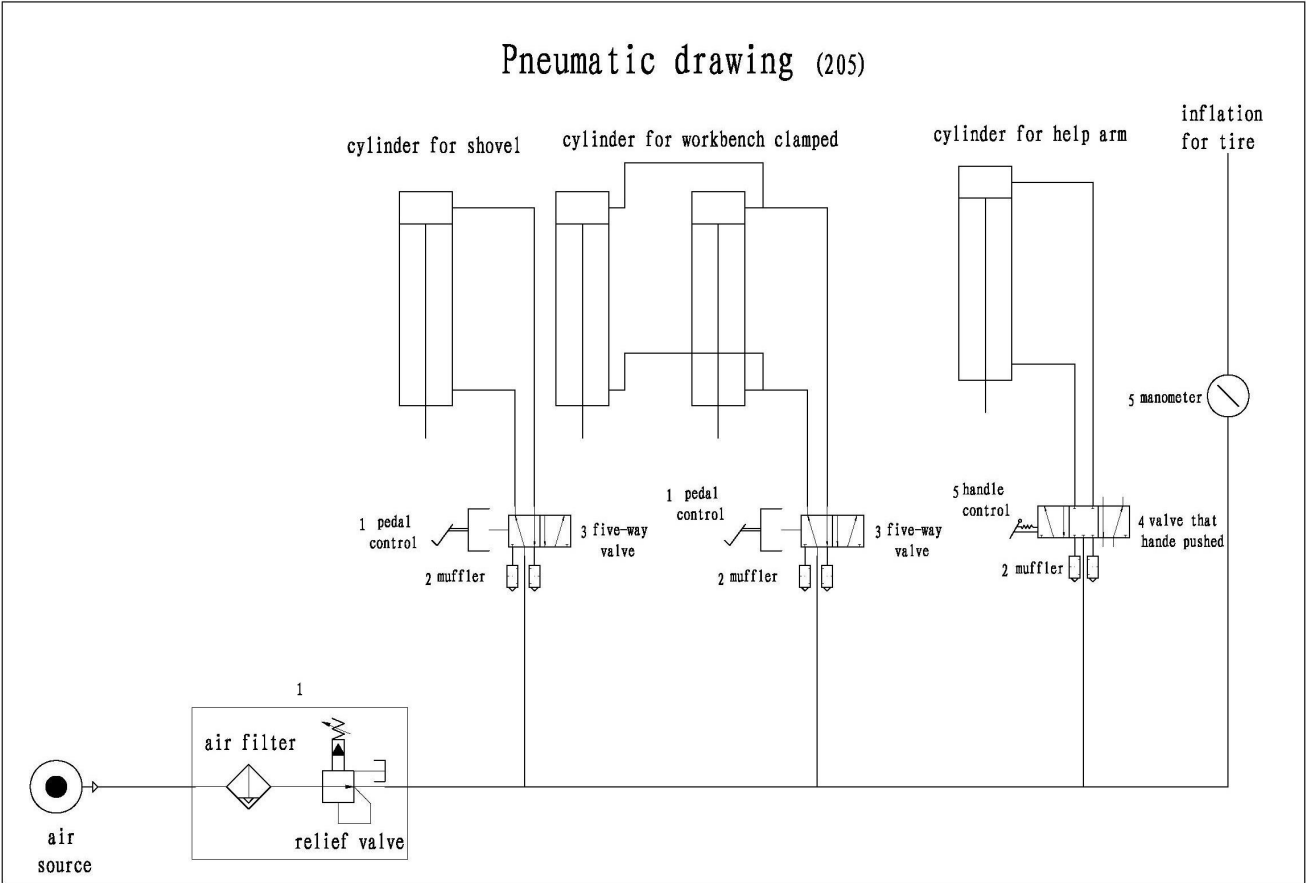 Pneumatic drawing (205)
cylinder for shovel
cylinder for workbench clamped
cylinder for help arm
inflation
for tire
5 manometer
1 pedal
control
3 five-way
valve
2 muffler
1 pedal
control
3 five-way
valve
2 muffler
5 handle
control
4 valve that
hande pushed
2 muffler
1
air filter
relief valve
air
source